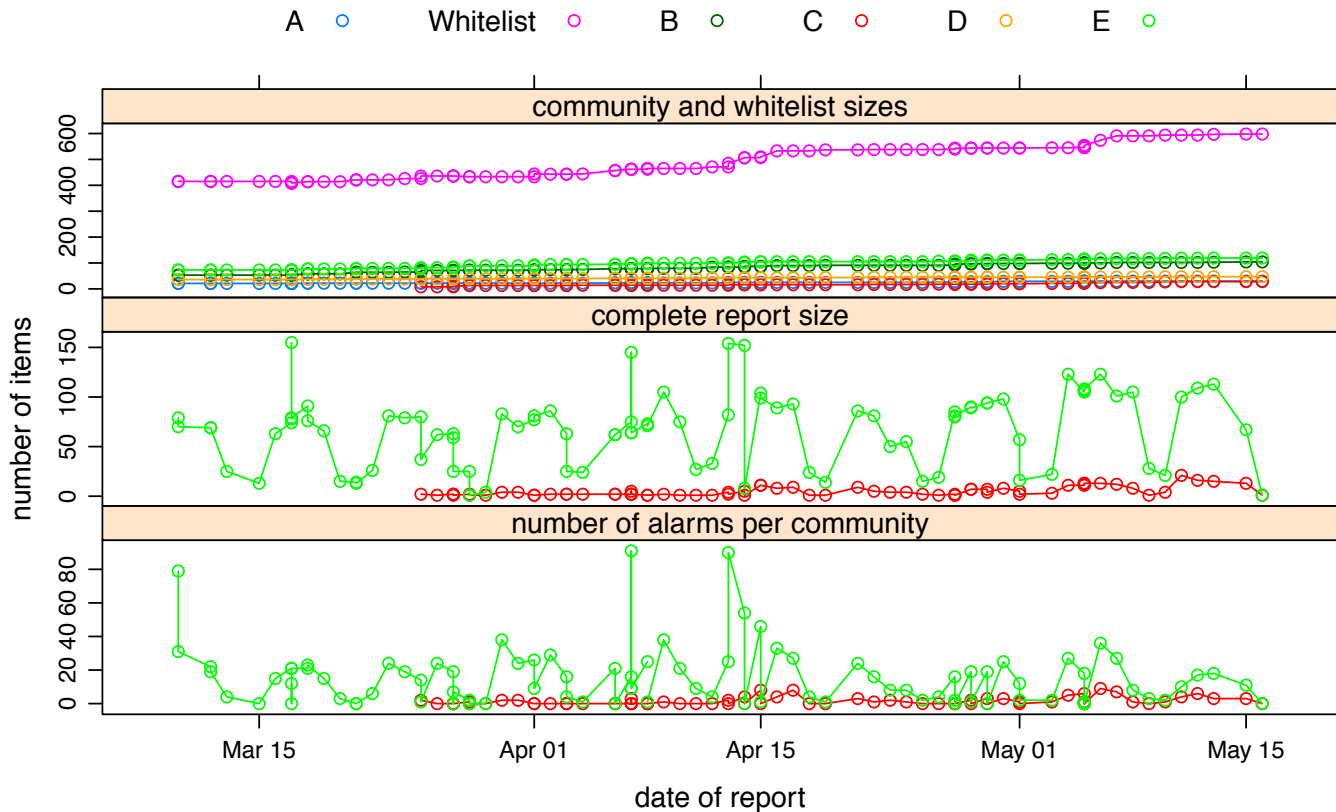 A Whitelist B C D E
community and whitelist sizes
600
400
200
0
complete report size
150
100
50
0
number of alarms per community
80
60
40
20
0
number of items
Mar 15 Apr 01 Apr 15 May 01 May 15
date of report